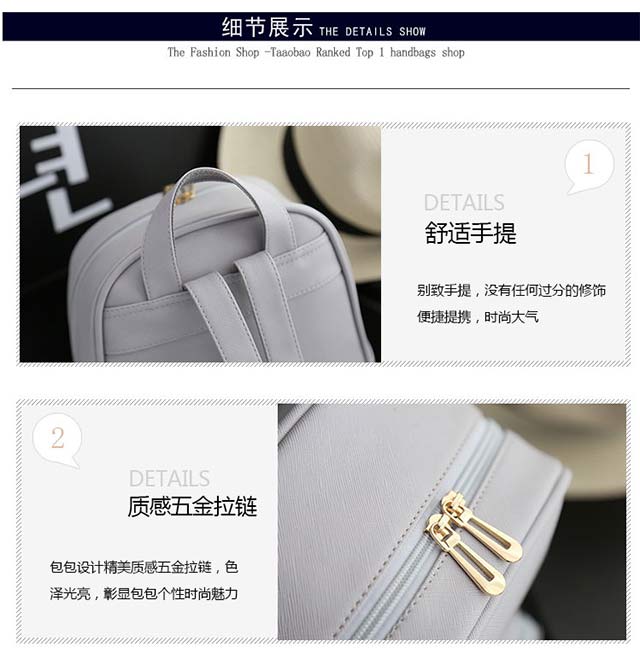 细节展示 THE DETAILS SHOW
The Fashion Shop -Taaobao Ranked Top 1 handbags shop
1
DETAILS
舒适手提
别致手提，没有任何过分的修饰
便捷提携，时尚大气
2
DETAILS
质感五金拉链
包包设计精美质感五金拉链，色
泽光亮，彰显包包个性时尚魅力